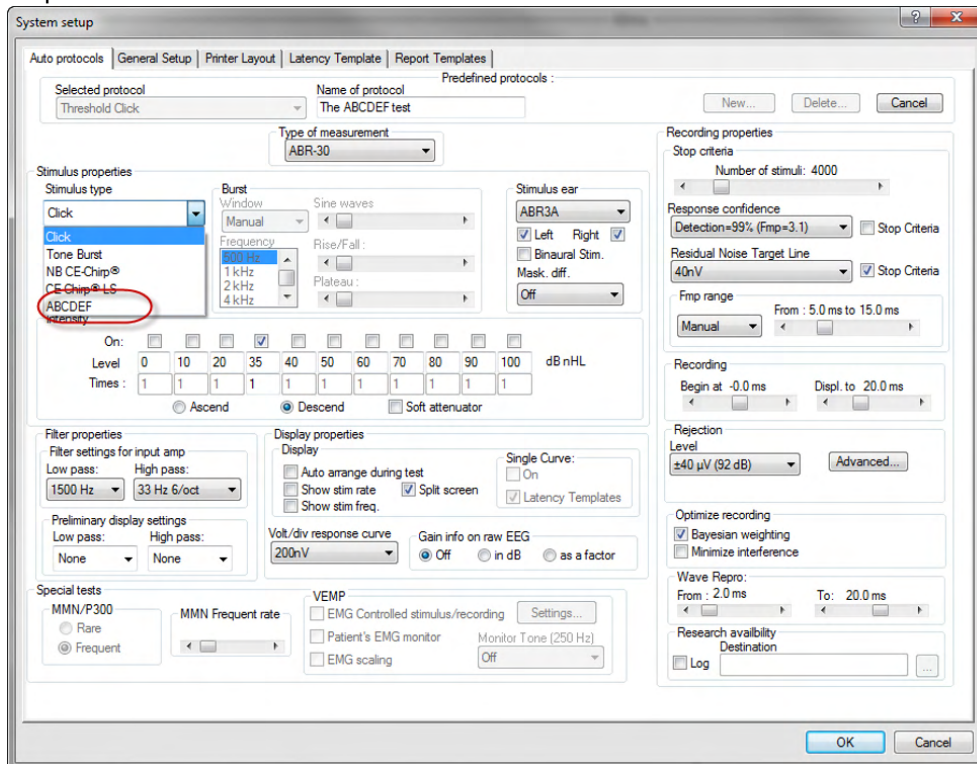 System setup
Auto protocols General Setup Printer Layout Latency Template Report Templates
Predefined protocols :
Selected protocol Name of protocol
Threshold Click The ABCDEF test New... Delete... Cancel
Type of measurement
ABR-30
Stimulus properties
Stimulus type
Click
Click
Tone Burst
NB CE-Chirp®
CE-Chirp® LS
ABCDEF
Burst
Window Sine waves
Manual
Frequency Rise/Fall :
500 Hz
1 kHz
2 kHz Plateau :
4 kHz
Stimulus ear
ABR3A
Left Right
Binaural Stim.
Mask. diff.
Off
Intensity
On:
Level 0 10 20 35 40 50 60 70 80 90 100 dB nHL
Times : 1 1 1 1 1 1 1 1 1 1 1
Ascend Descend Soft attenuator
Filter properties
Filter settings for input amp
Low pass: High pass:
1500 Hz 33 Hz 6/oct
Preliminary display settings
Low pass: High pass:
None None
Display properties
Display
Auto arrange during test
Show stim rate Split screen
Show stim freq.
Single Curve:
On
Latency Templates
Volt/div response curve
200nV
Gain info on raw EEG
Off in dB as a factor
Special tests
MMN/P300
Rare
Frequent
MMN Frequent rate
VEMP
EMG Controlled stimulus/recording Settings...
Patient's EMG monitor Monitor Tone (250 Hz)
EMG scaling Off
Recording properties
Stop criteria
Number of stimuli: 4000
Response confidence
Detection=99% (Fmp=3.1) Stop Criteria
Residual Noise Target Line
40nV Stop Criteria
Fmp range
From : 5.0 ms to 15.0 ms
Manual
Recording
Begin at -0.0 ms Displ. to 20.0 ms
Rejection
Level
±40 µV (92 dB) Advanced...
Optimize recording
Bayesian weighting
Minimize interference
Wave Repro:
From : 2.0 ms To: 20.0 ms
Research availbility
Destination
Log ...
OK Cancel